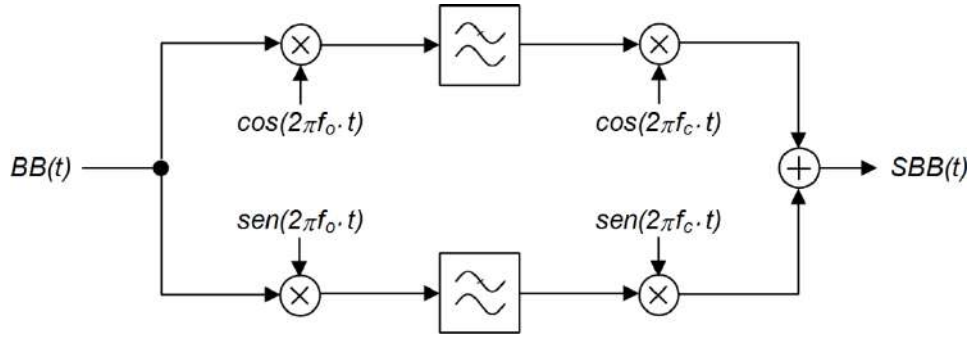 cos(2πfo·t)
cos(2πfc·t)
BB(t)
SBB(t)
sen(2πfo·t)
sen(2πfc·t)